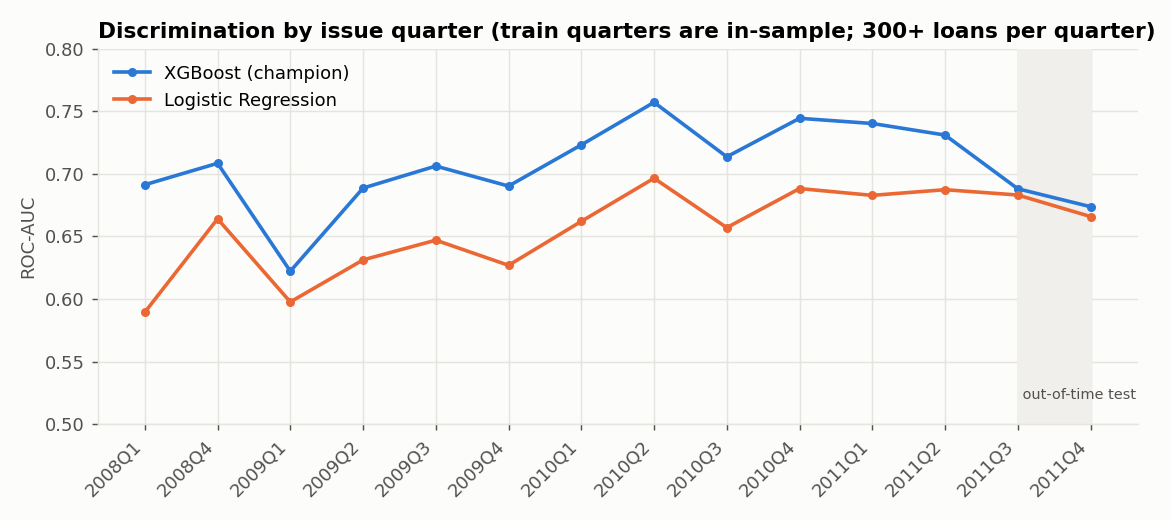 Discrimination by issue quarter (train quarters are in-sample; 300+ loans per quarter)
XGBoost (champion)
Logistic Regression
ROC-AUC
0.80
0.75
0.70
0.65
0.60
0.55
0.50
out-of-time test
2008Q1
2008Q4
2009Q1
2009Q2
2009Q3
2009Q4
2010Q1
2010Q2
2010Q3
2010Q4
2011Q1
2011Q2
2011Q3
2011Q4